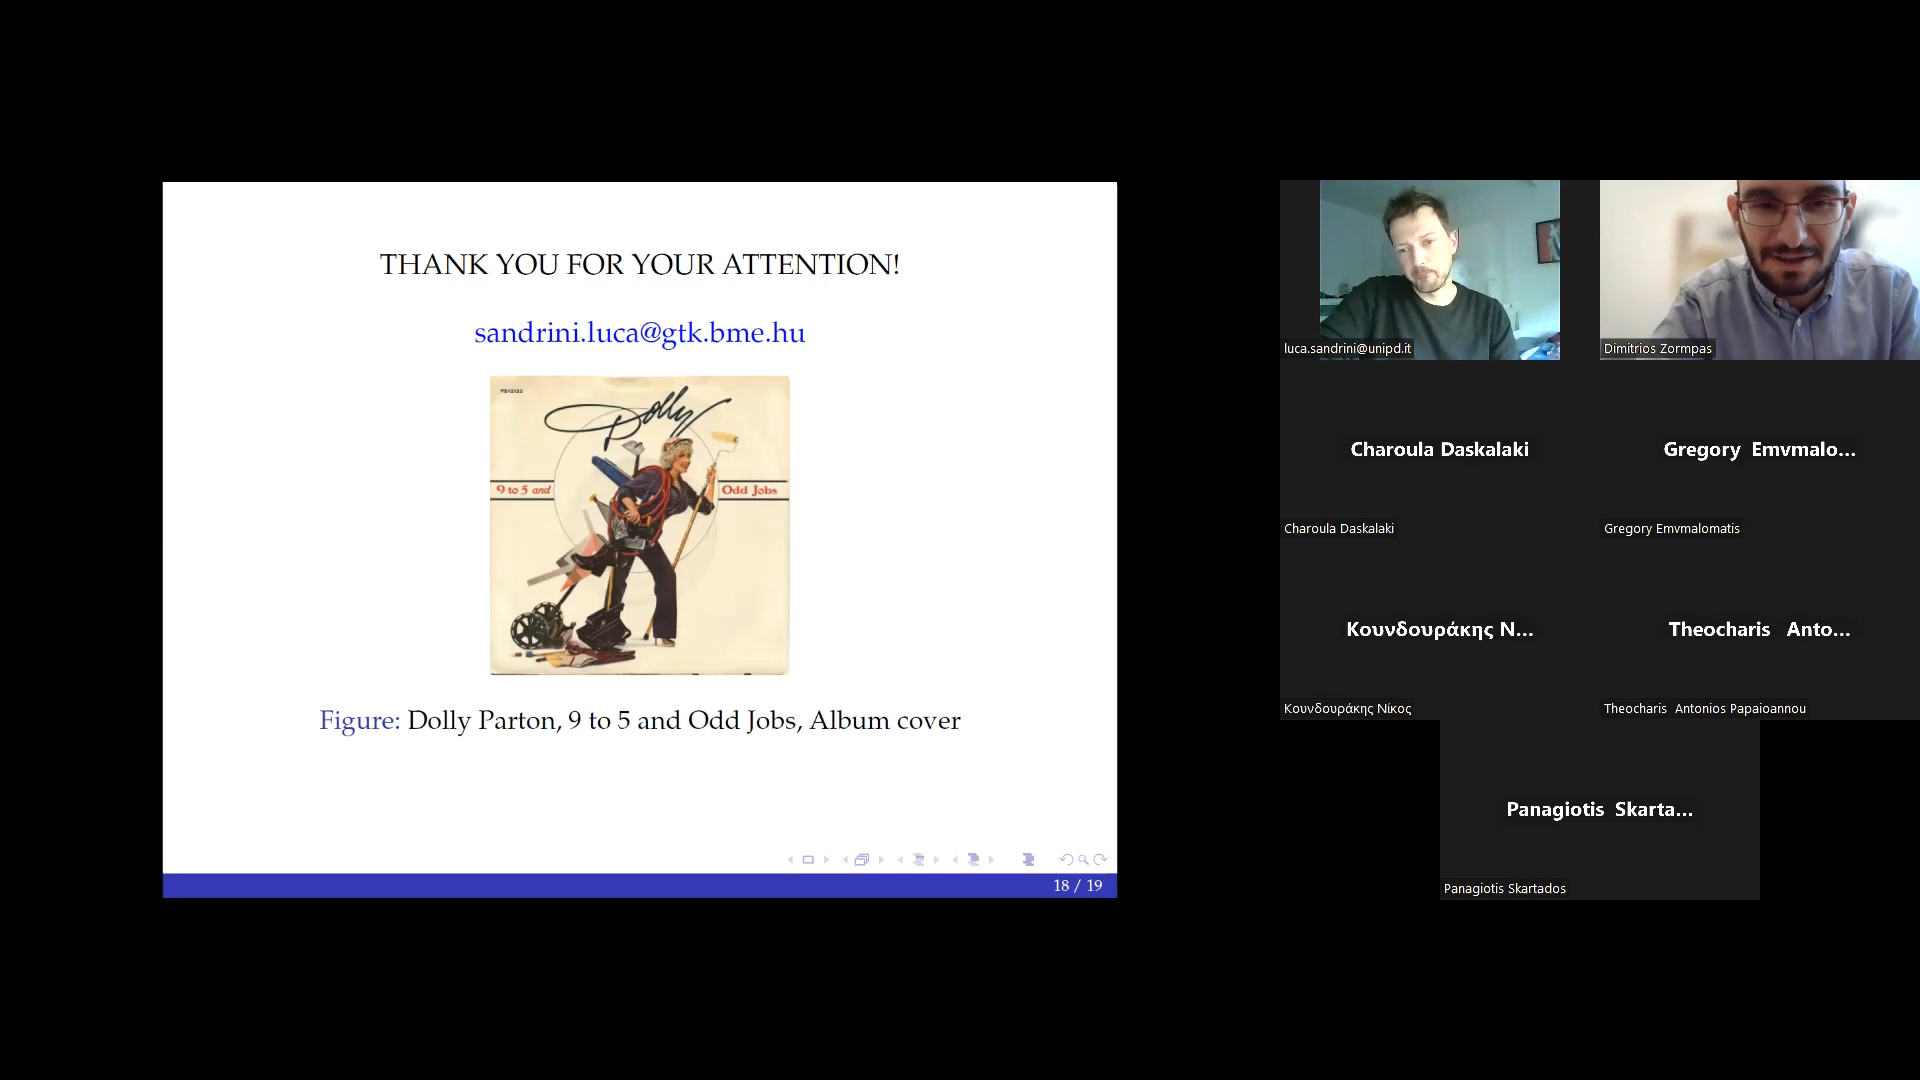 THANK YOU FOR YOUR ATTENTION!
sandrini.luca@gtk.bme.hu
PB12133
Dolly
9 to 5 and
Odd Jobs
Figure: Dolly Parton, 9 to 5 and Odd Jobs, Album cover
18 / 19
luca.sandrini@unipd.it
Dimitrios Zormpas
Charoula Daskalaki
Charoula Daskalaki
Gregory Emvmalo...
Gregory Emvmalomatis
Κουνδουράκης Ν...
Κουνδουράκης Νίκος
Theocharis Anto...
Theocharis Antonios Papaioannou
Panagiotis Skarta...
Panagiotis Skartados